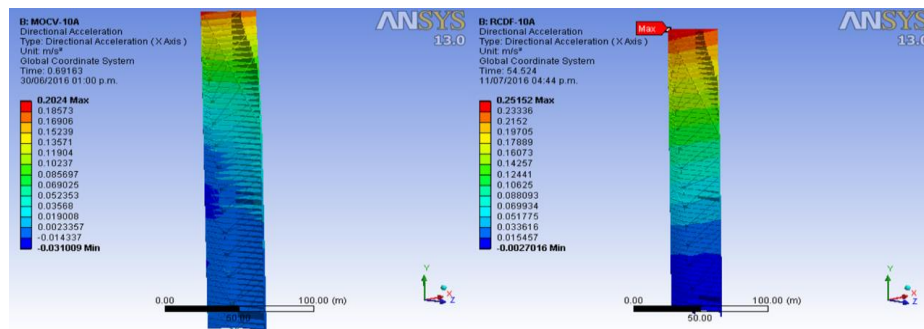 B: MOCV-10A
Directional Acceleration
Type: Directional Acceleration (X Axis)
Unit: m/s²
Global Coordinate System
Time: 0.69163
30/06/2016 01:00 p.m.
0.2024 Max
0.18573
0.16906
0.15239
0.13571
0.11904
0.10237
0.085697
0.069025
0.052353
0.03568
0.019008
0.0023357
-0.014337
-0.031009 Min
ANSYS
13.0
0.00
100.00 (m)
50.00
Y
X
Z
B: RCDF-10A
Directional Acceleration
Type: Directional Acceleration (X Axis)
Unit: m/s²
Global Coordinate System
Time: 54.524
11/07/2016 04:44 p.m.
0.25152 Max
0.23336
0.2152
0.19705
0.17889
0.16073
0.14257
0.12441
0.10625
0.088093
0.069934
0.051775
0.033616
0.015457
-0.0027016 Min
Max
ANSYS
13.0
0.00
100.00 (m)
50.00
Y
X
Z